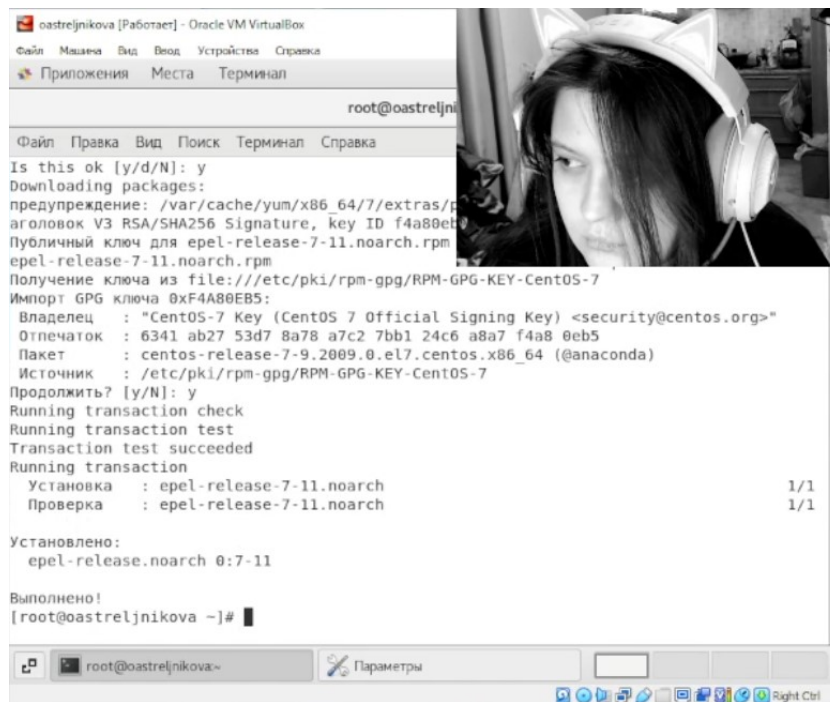 oastreljnikova [Работает] - Oracle VM VirtualBox
Файл Машина Вид Ввод Устройства Справка
Приложения Места Терминал
root@oastreljni
Файл Правка Вид Поиск Терминал Справка
Is this ok [y/d/N]: y
Downloading packages:
предупреждение: /var/cache/yum/x86_64/7/extras/p
аголовок V3 RSA/SHA256 Signature, key ID f4a80eb
Публичный ключ для epel-release-7-11.noarch.rpm
epel-release-7-11.noarch.rpm
Получение ключа из file:///etc/pki/rpm-gpg/RPM-GPG-KEY-CentOS-7
Импорт GPG ключа 0xF4A80EB5:
Владелец : "CentOS-7 Key (CentOS 7 Official Signing Key) <security@centos.org>"
Отпечаток : 6341 ab27 53d7 8a78 a7c2 7bb1 24c6 a8a7 f4a8 0eb5
Пакет : centos-release-7-9.2009.0.el7.centos.x86_64 (@anaconda)
Источник : /etc/pki/rpm-gpg/RPM-GPG-KEY-CentOS-7
Продолжить? [y/N]: y
Running transaction check
Running transaction test
Transaction test succeeded
Running transaction
Установка : epel-release-7-11.noarch 1/1
Проверка : epel-release-7-11.noarch 1/1
Установлено:
epel-release.noarch 0:7-11
Выполнено!
[root@oastreljnikova ~]#
root@oastreljnikova:~ Параметры
Right Ctrl